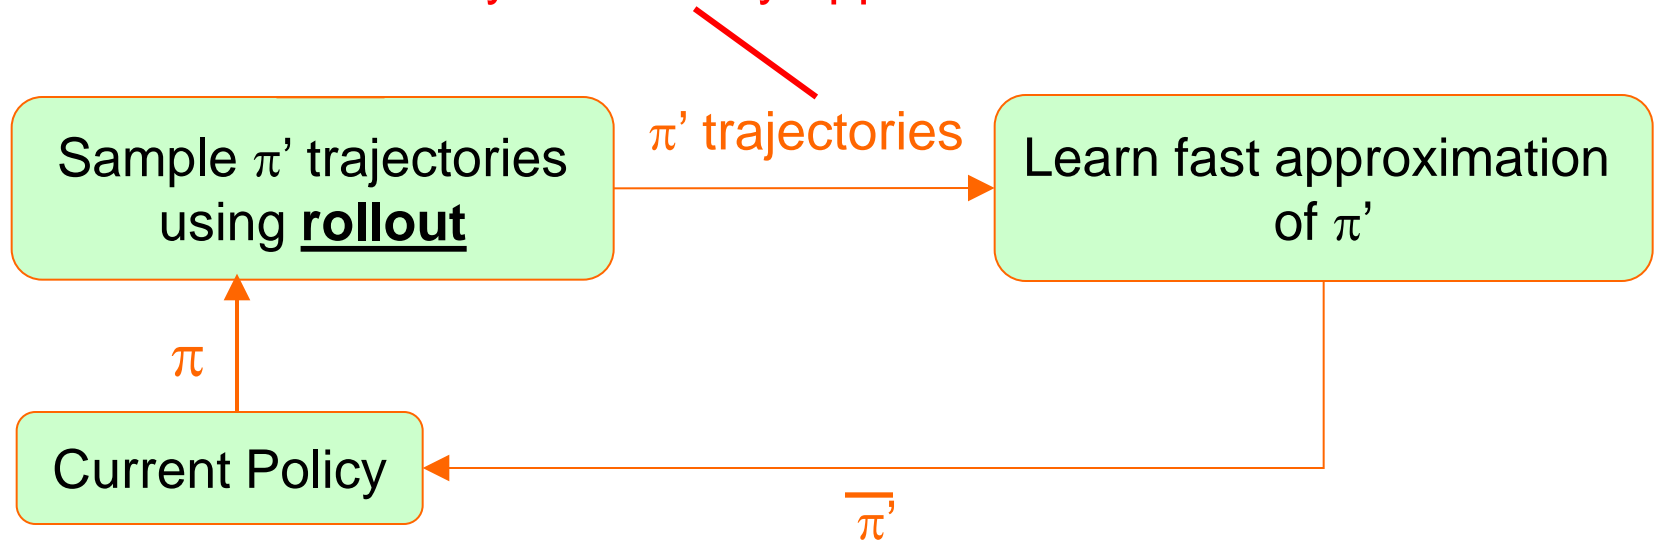 Sample π’ trajectories
using rollout
π’ trajectories
Learn fast approximation
of π’
π
Current Policy
π̅’